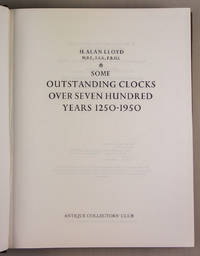 H. ALAN LLOYD
M.B.E., F.S.A., F.B.H.I.
SOME
OUTSTANDING CLOCKS
OVER SEVEN HUNDRED
YEARS 1250-1950
ANTIQUE COLLECTORS' CLUB